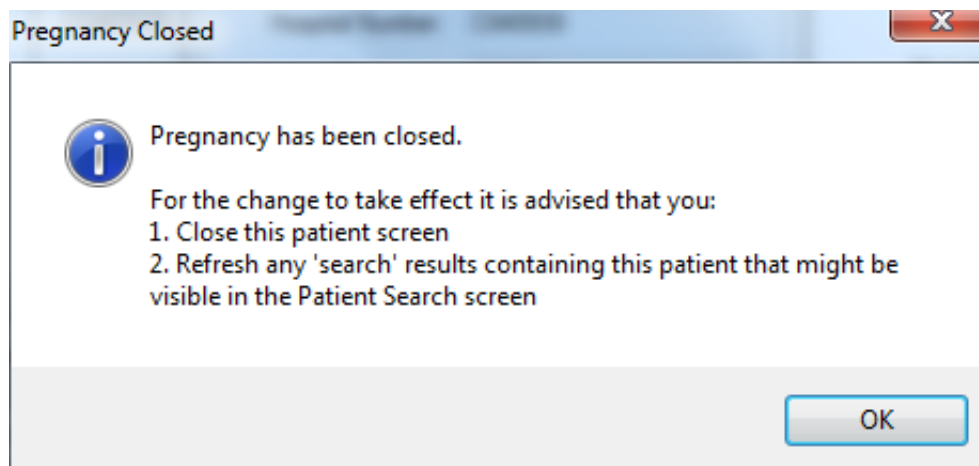 Pregnancy Closed
Pregnancy has been closed.
For the change to take effect it is advised that you:
1. Close this patient screen
2. Refresh any 'search' results containing this patient that might be
visible in the Patient Search screen
OK